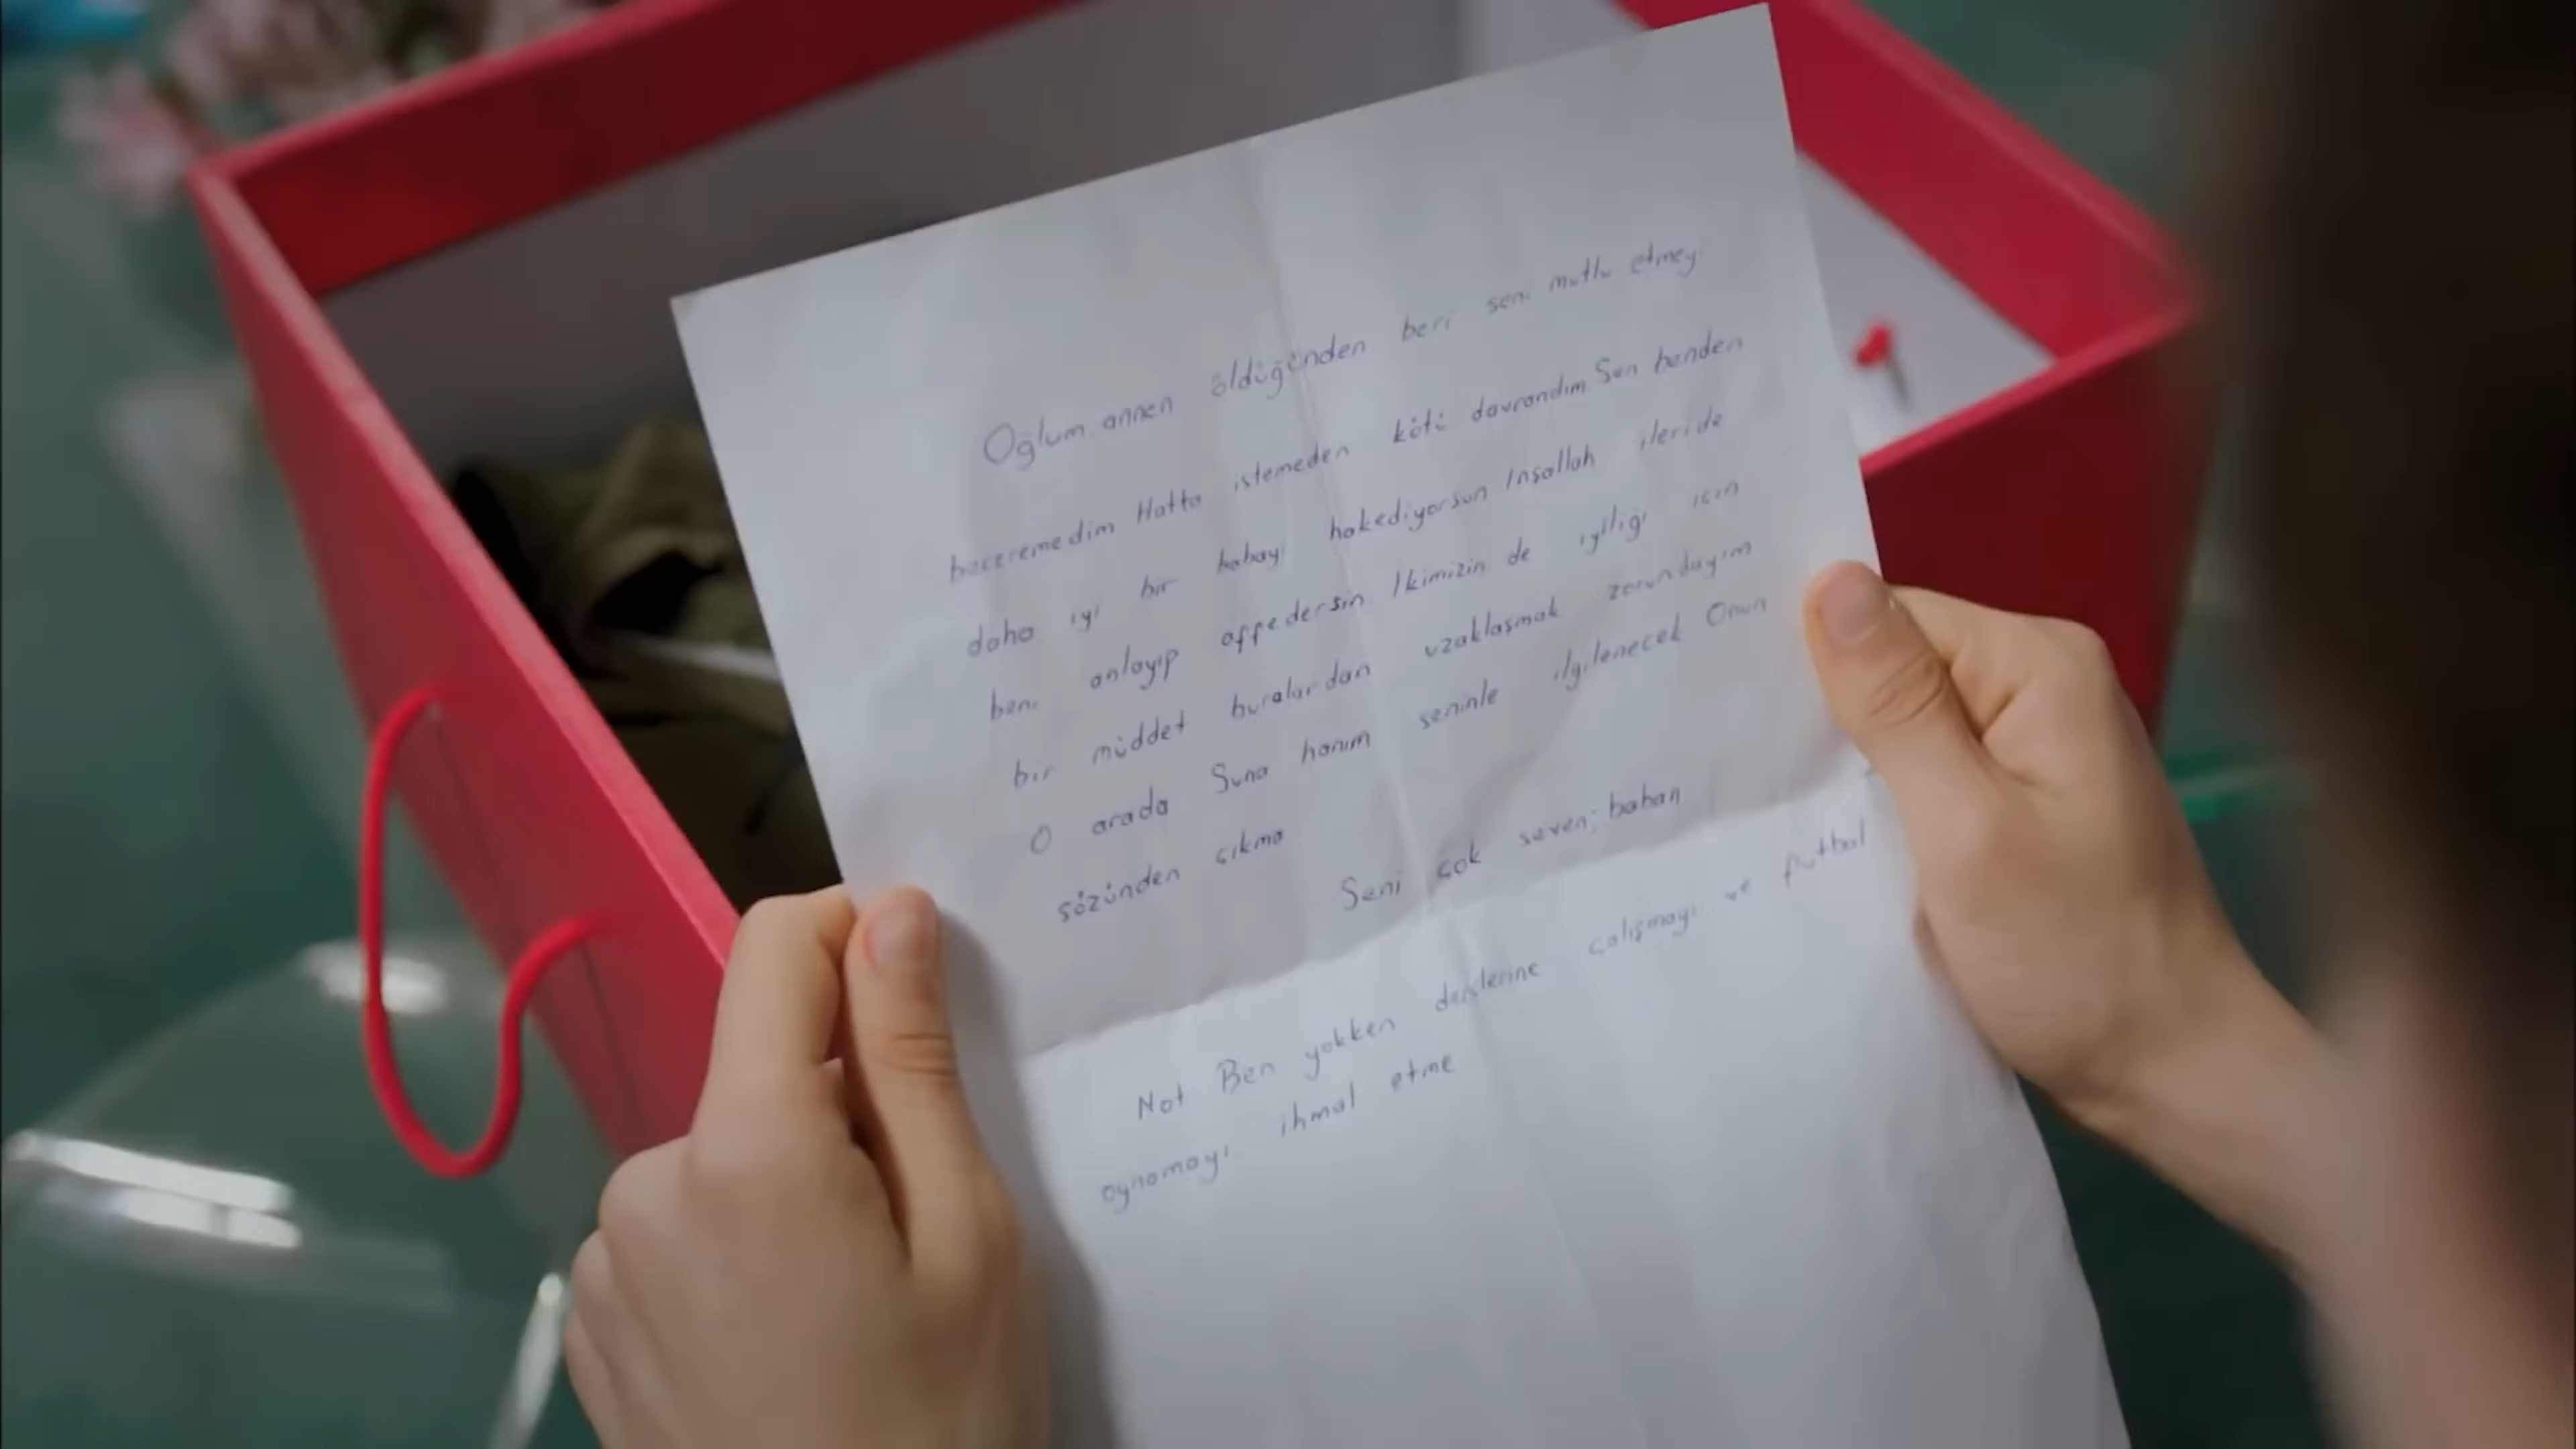 Oğlum annen öldüğünden beri seni mutlu etmeyi
beceremedim Hatta istemeden kötü davrandım Sen benden
daha iyi bir babayı hakediyorsun Inşallah ileride
beni anlayıp affedersin Ikimizin de iyiliği için
bir müddet buralardan uzaklaşmak zorundayım
O arada Suna hanım seninle ilgilenecek Onun
sözünden çıkma
Seni çok seven; baban
Not Ben yokken derslerine çalışmayı ve futbol
oynamayı ihmal etme